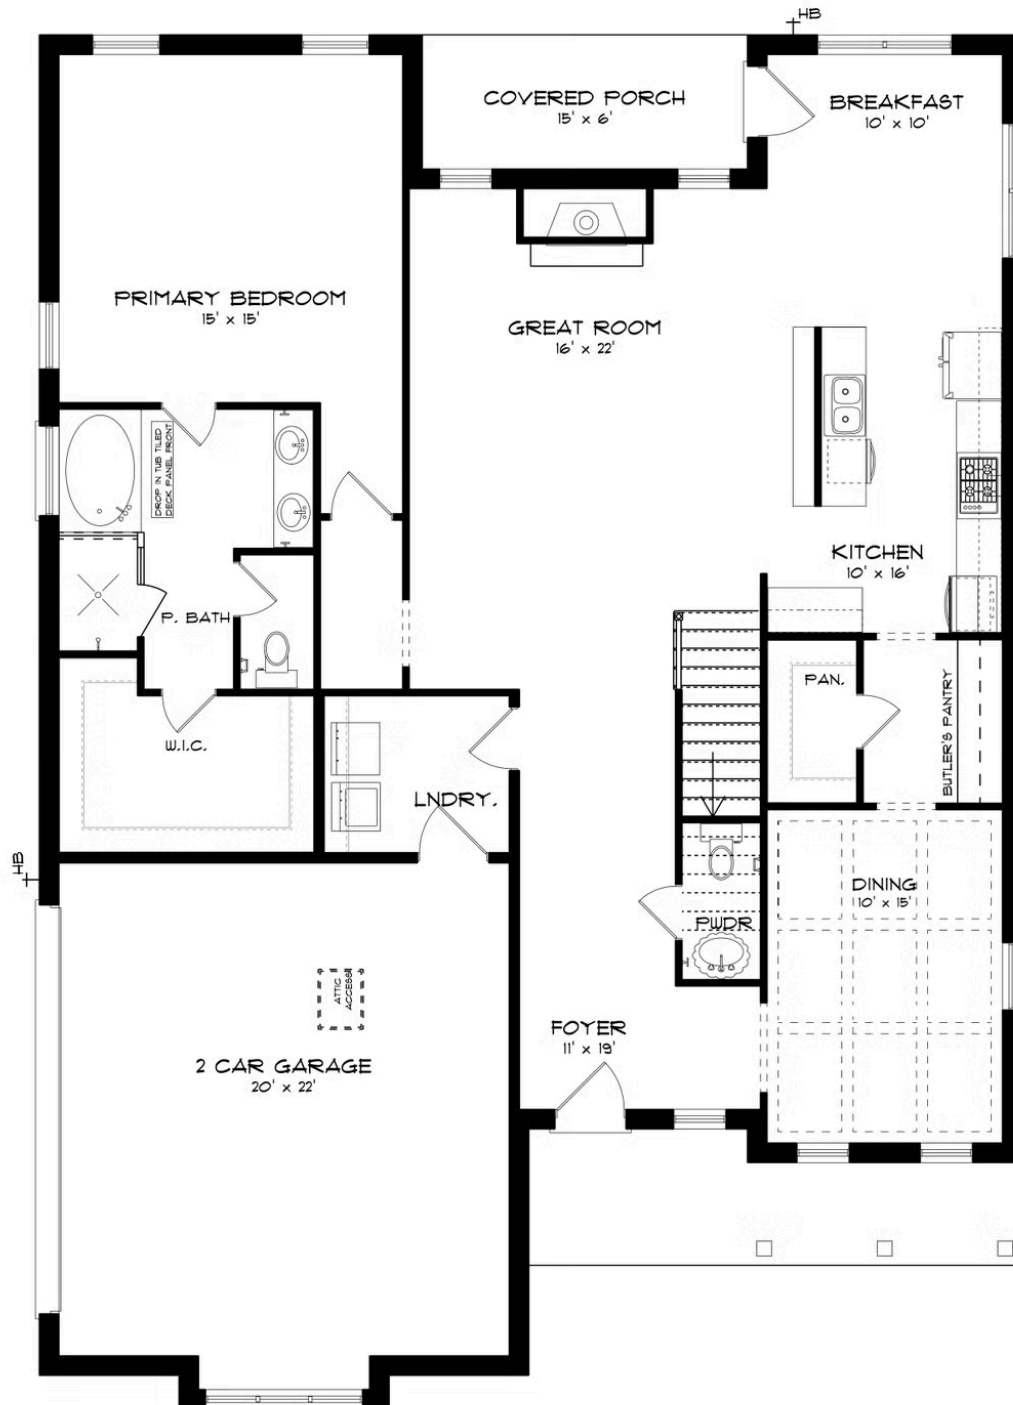 HB
COVERED PORCH
15' x 6'
BREAKFAST
10' x 10'
PRIMARY BEDROOM
15' x 15'
GREAT ROOM
16' x 22'
DROP IN TUB TILED
DECK PANEL FRONT
KITCHEN
10' x 16'
P. BATH
PAN.
BUTLER'S PANTRY
W.I.C.
LNDRY.
HB
DINING
10' x 15'
PWDR
ATTIC
ACCESS
FOYER
11' x 19'
2 CAR GARAGE
20' x 22'